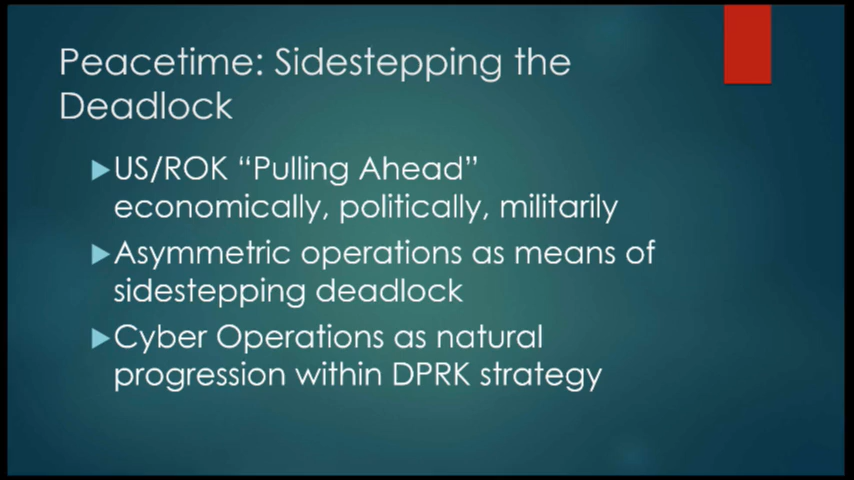 Peacetime: Sidestepping the
Deadlock
US/ROK “Pulling Ahead”
economically, politically, militarily
Asymmetric operations as means of
sidestepping deadlock
Cyber Operations as natural
progression within DPRK strategy